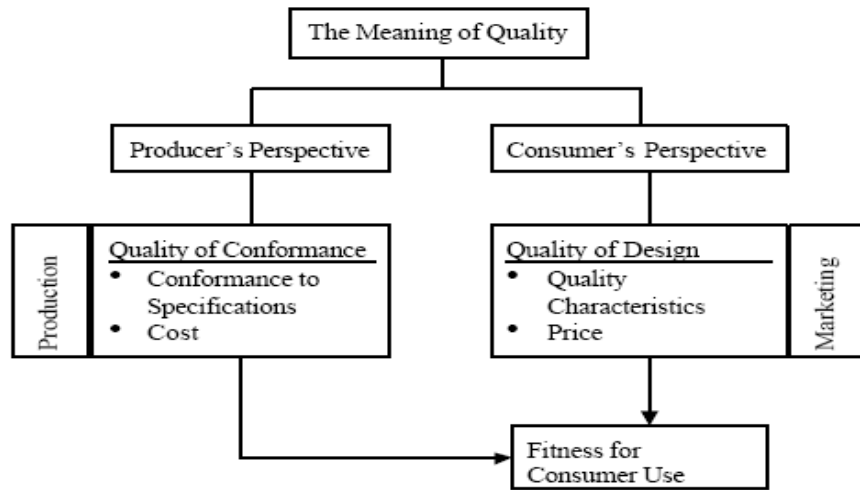 The Meaning of Quality
Producer's Perspective
Consumer's Perspective
Production
Quality of Conformance
• Conformance to
Specifications
• Cost
Quality of Design
• Quality
Characteristics
• Price
Marketing
Fitness for
Consumer Use